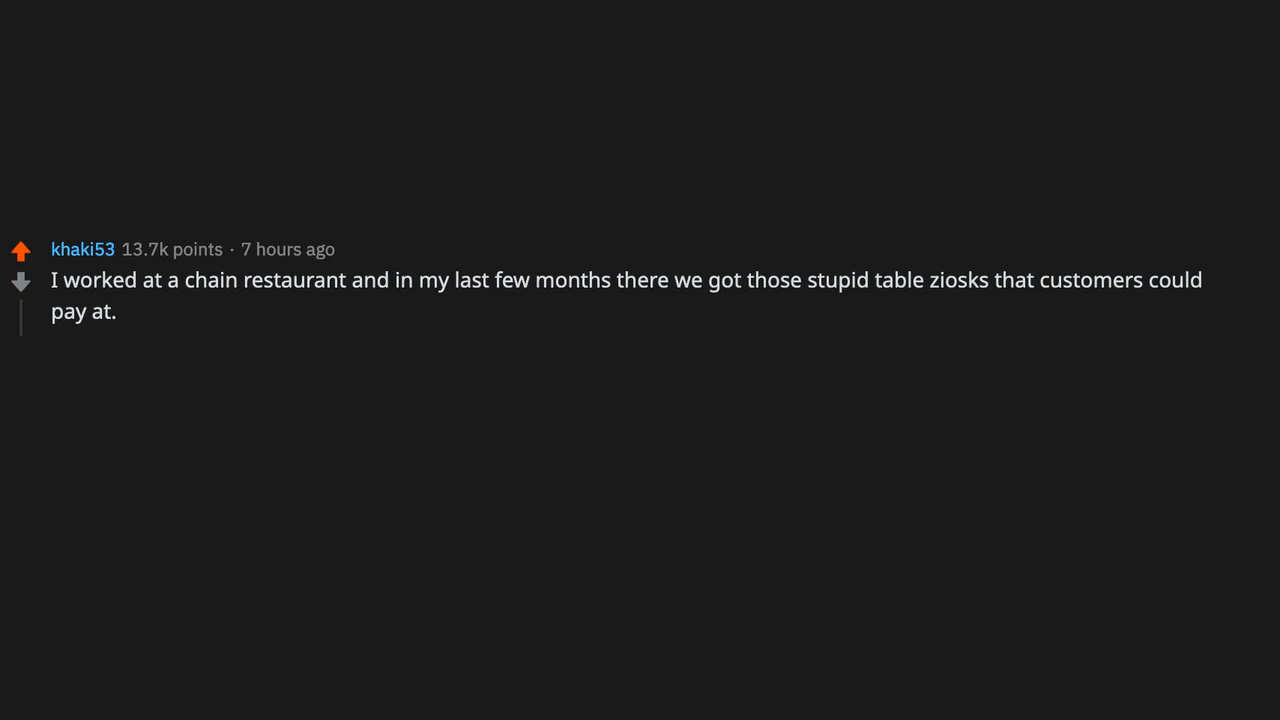 khaki53 13.7k points · 7 hours ago
I worked at a chain restaurant and in my last few months there we got those stupid table ziosks that customers could
pay at.